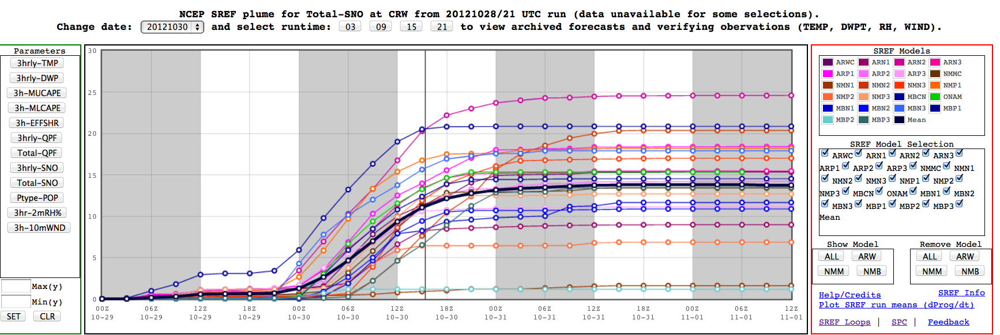 NCEP SREF plume for Total-SNO at CRW from 20121028/21 UTC run (data unavailable for some selections).
Change date: 20121030 and select runtime: 03 09 15 21 to view archived forecasts and verifying obervations (TEMP, DWPT, RH, WIND).
Parameters
3hrly-TMP
3hrly-DWP
3h-MUCAPE
3h-MLCAPE
3h-EFFSHR
3hrly-QPF
Total-QPF
3hrly-SNO
Total-SNO
Ptype-POP
3hr-2mRH%
3h-10mWND
Max(y)
Min(y)
SET CLR
30
25
20
15
10
5
0
00Z 06Z 12Z 18Z 00Z 06Z 12Z 18Z 00Z 06Z 12Z 18Z 00Z 06Z 12Z
10-29 10-29 10-29 10-29 10-30 10-30 10-30 10-30 10-31 10-31 10-31 10-31 11-01 11-01 11-01
SREF Models
ARWC ARN1 ARN2 ARN3
ARP1 ARP2 ARP3 NMMC
NMN1 NMN2 NMN3 NMP1
NMP2 NMP3 MBCN ONAM
MBN1 MBN2 MBN3 MBP1
MBP2 MBP3 Mean
SREF Model Selection
ARWC ARN1 ARN2 ARN3
ARP1 ARP2 ARP3 NMMC NMN1
NMN2 NMN3 NMP1 NMP2
NMP3 MBCN ONAM MBN1 MBN2
MBN3 MBP1 MBP2 MBP3
Mean
Show Model
ALL ARW
NMM NMB
Remove Model
ALL ARW
NMM NMB
Help/Credits SREF Info
Plot SREF run means (dProg/dt)
SREF Loops | SPC | Feedback